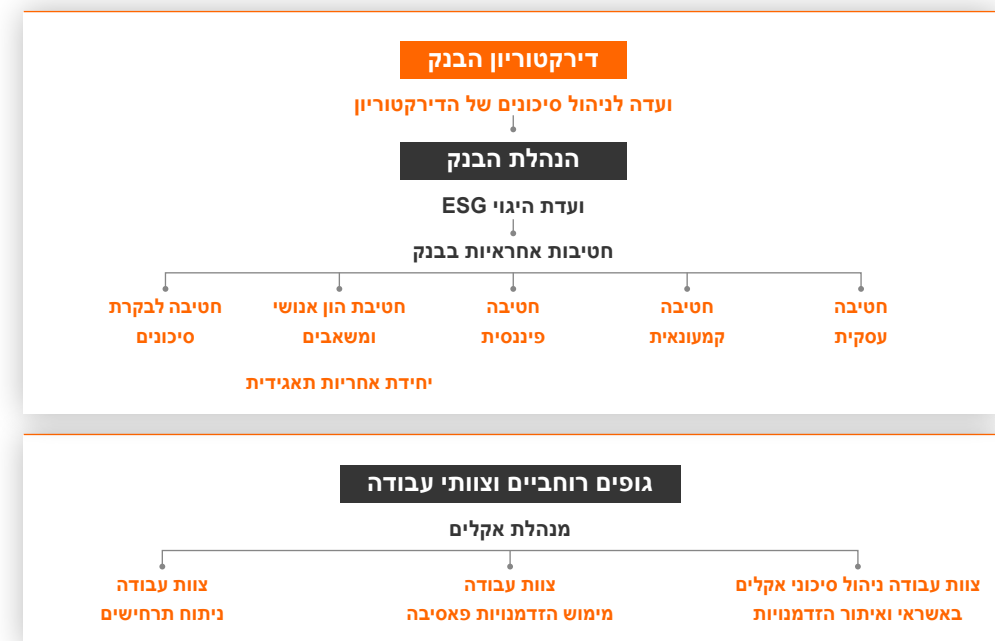 דירקטוריון הבנק
ועדה לניהול סיכונים של הדירקטוריון
הנהלת הבנק
ועדת היגוי ESG
חטיבות אחראיות בבנק
חטיבה
עסקית
חטיבה
קמעונאית
חטיבה
פיננסית
חטיבת הון אנושי
ומשאבים
חטיבה לבקרת
סיכונים
יחידת אחריות תאגידית
גופים רוחביים וצוותי עבודה
מנהלת אקלים
צוות עבודה ניהול סיכוני אקלים
באשראי ואיתור הזדמנויות
צוות עבודה
מימוש הזדמנויות פאסיבה
צוות עבודה
ניתוח תרחישים